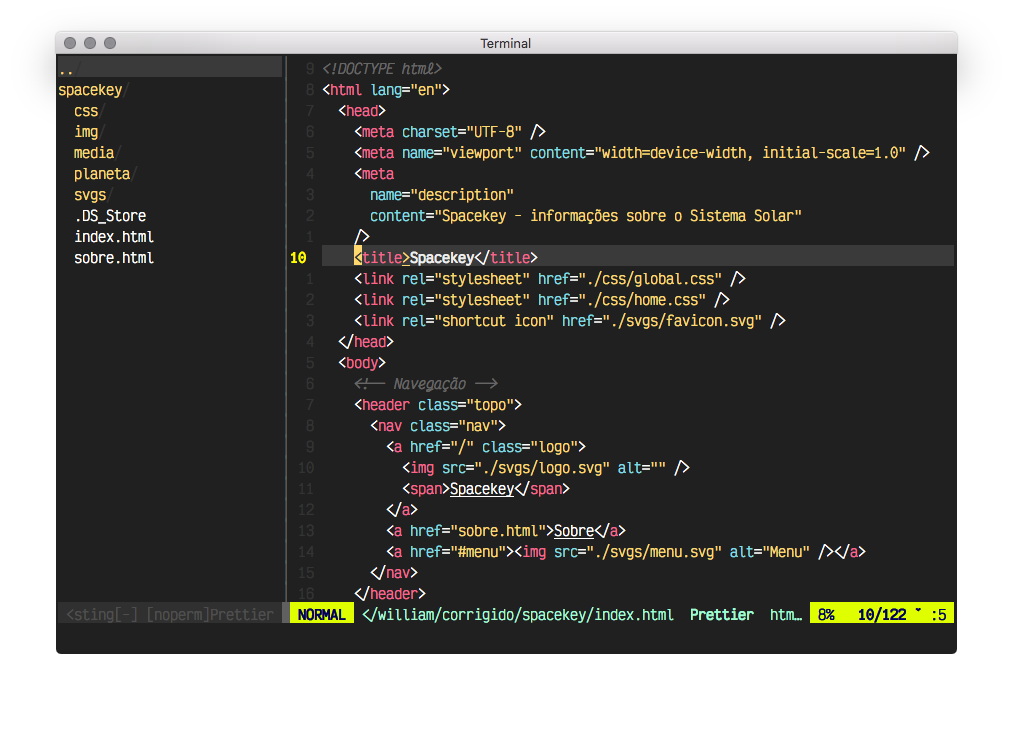 Terminal
../
spacekey/
css/
img/
media/
planeta/
svgs/
.DS_Store
index.html
sobre.html
9 <!DOCTYPE html>
8 <html lang="en">
7 <head>
6 <meta charset="UTF-8" />
5 <meta name="viewport" content="width=device-width, initial-scale=1.0" />
4 <meta
3 name="description"
2 content="Spacekey - informações sobre o Sistema Solar"
1 />
10 <title>Spacekey</title>
1 <link rel="stylesheet" href="./css/global.css" />
2 <link rel="stylesheet" href="./css/home.css" />
3 <link rel="shortcut icon" href="./svgs/favicon.svg" />
4 </head>
5 <body>
6 <!-- Navegação -->
7 <header class="topo">
8 <nav class="nav">
9 <a href="/" class="logo">
10 <img src="./svgs/logo.svg" alt="" />
11 <span>Spacekey</span>
12 </a>
13 <a href="sobre.html">Sobre</a>
14 <a href="#menu"><img src="./svgs/menu.svg" alt="Menu" /></a>
15 </nav>
16 </header>
<sting[-] [noperm]Prettier NORMAL </william/corrigido/spacekey/index.html Prettier htm… 8% 10/122 :5